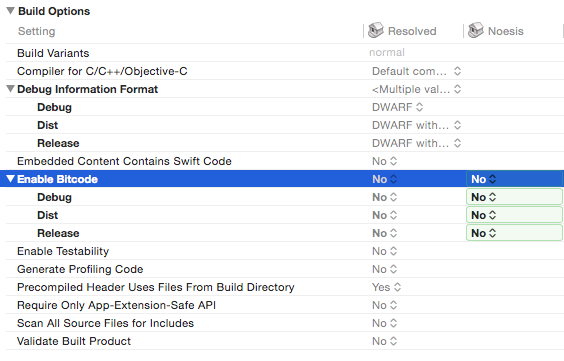 Build Options
Setting Resolved Noesis
Build Variants normal
Compiler for C/C++/Objective-C Default com...
Debug Information Format <Multiple val...
Debug DWARF
Dist DWARF with...
Release DWARF with...
Embedded Content Contains Swift Code No
Enable Bitcode No No
Debug No No
Dist No No
Release No No
Enable Testability No
Generate Profiling Code No
Precompiled Header Uses Files From Build Directory Yes
Require Only App-Extension-Safe API No
Scan All Source Files for Includes No
Validate Built Product No